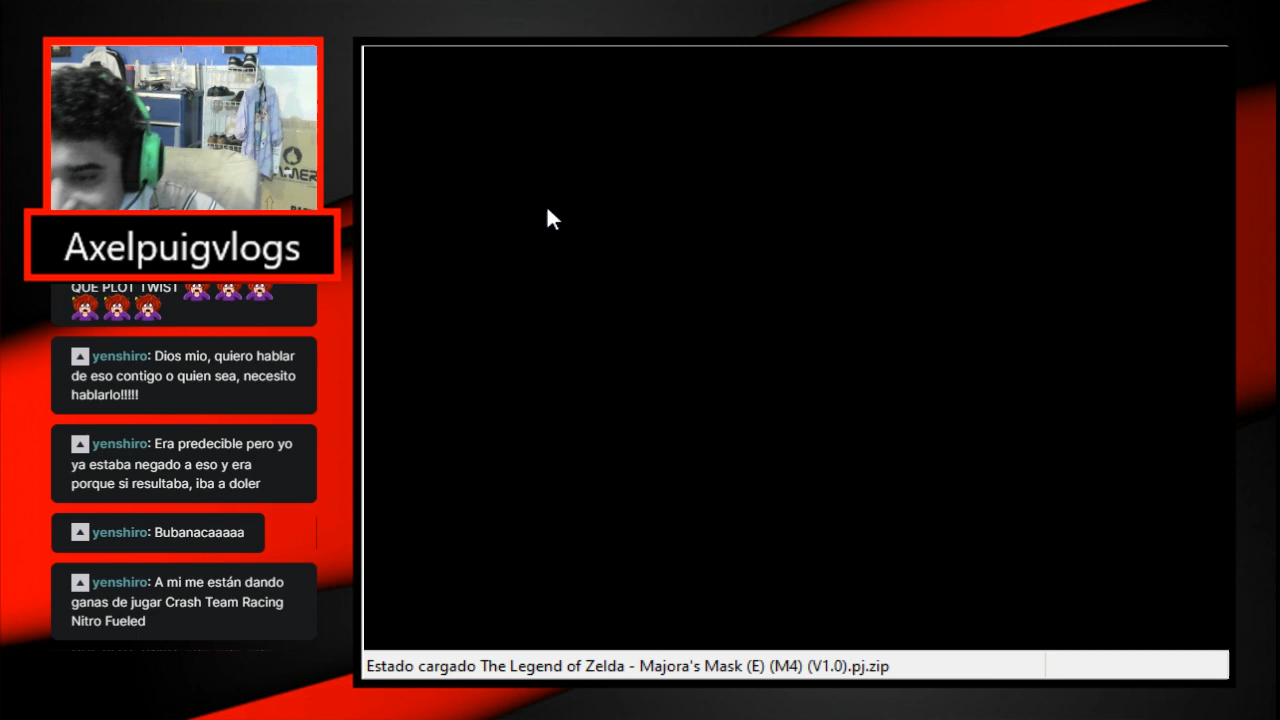 Axelpuigvlogs
QUE PLOT TWIST
yenshiro: Dios mio, quiero hablar
de eso contigo o quien sea, necesito
hablarlo!!!!!
yenshiro: Era predecible pero yo
ya estaba negado a eso y era
porque si resultaba, iba a doler
yenshiro: Bubanacaaaaa
yenshiro: A mi me están dando
ganas de jugar Crash Team Racing
Nitro Fueled
Estado cargado The Legend of Zelda - Majora's Mask (E) (M4) (V1.0).pj.zip